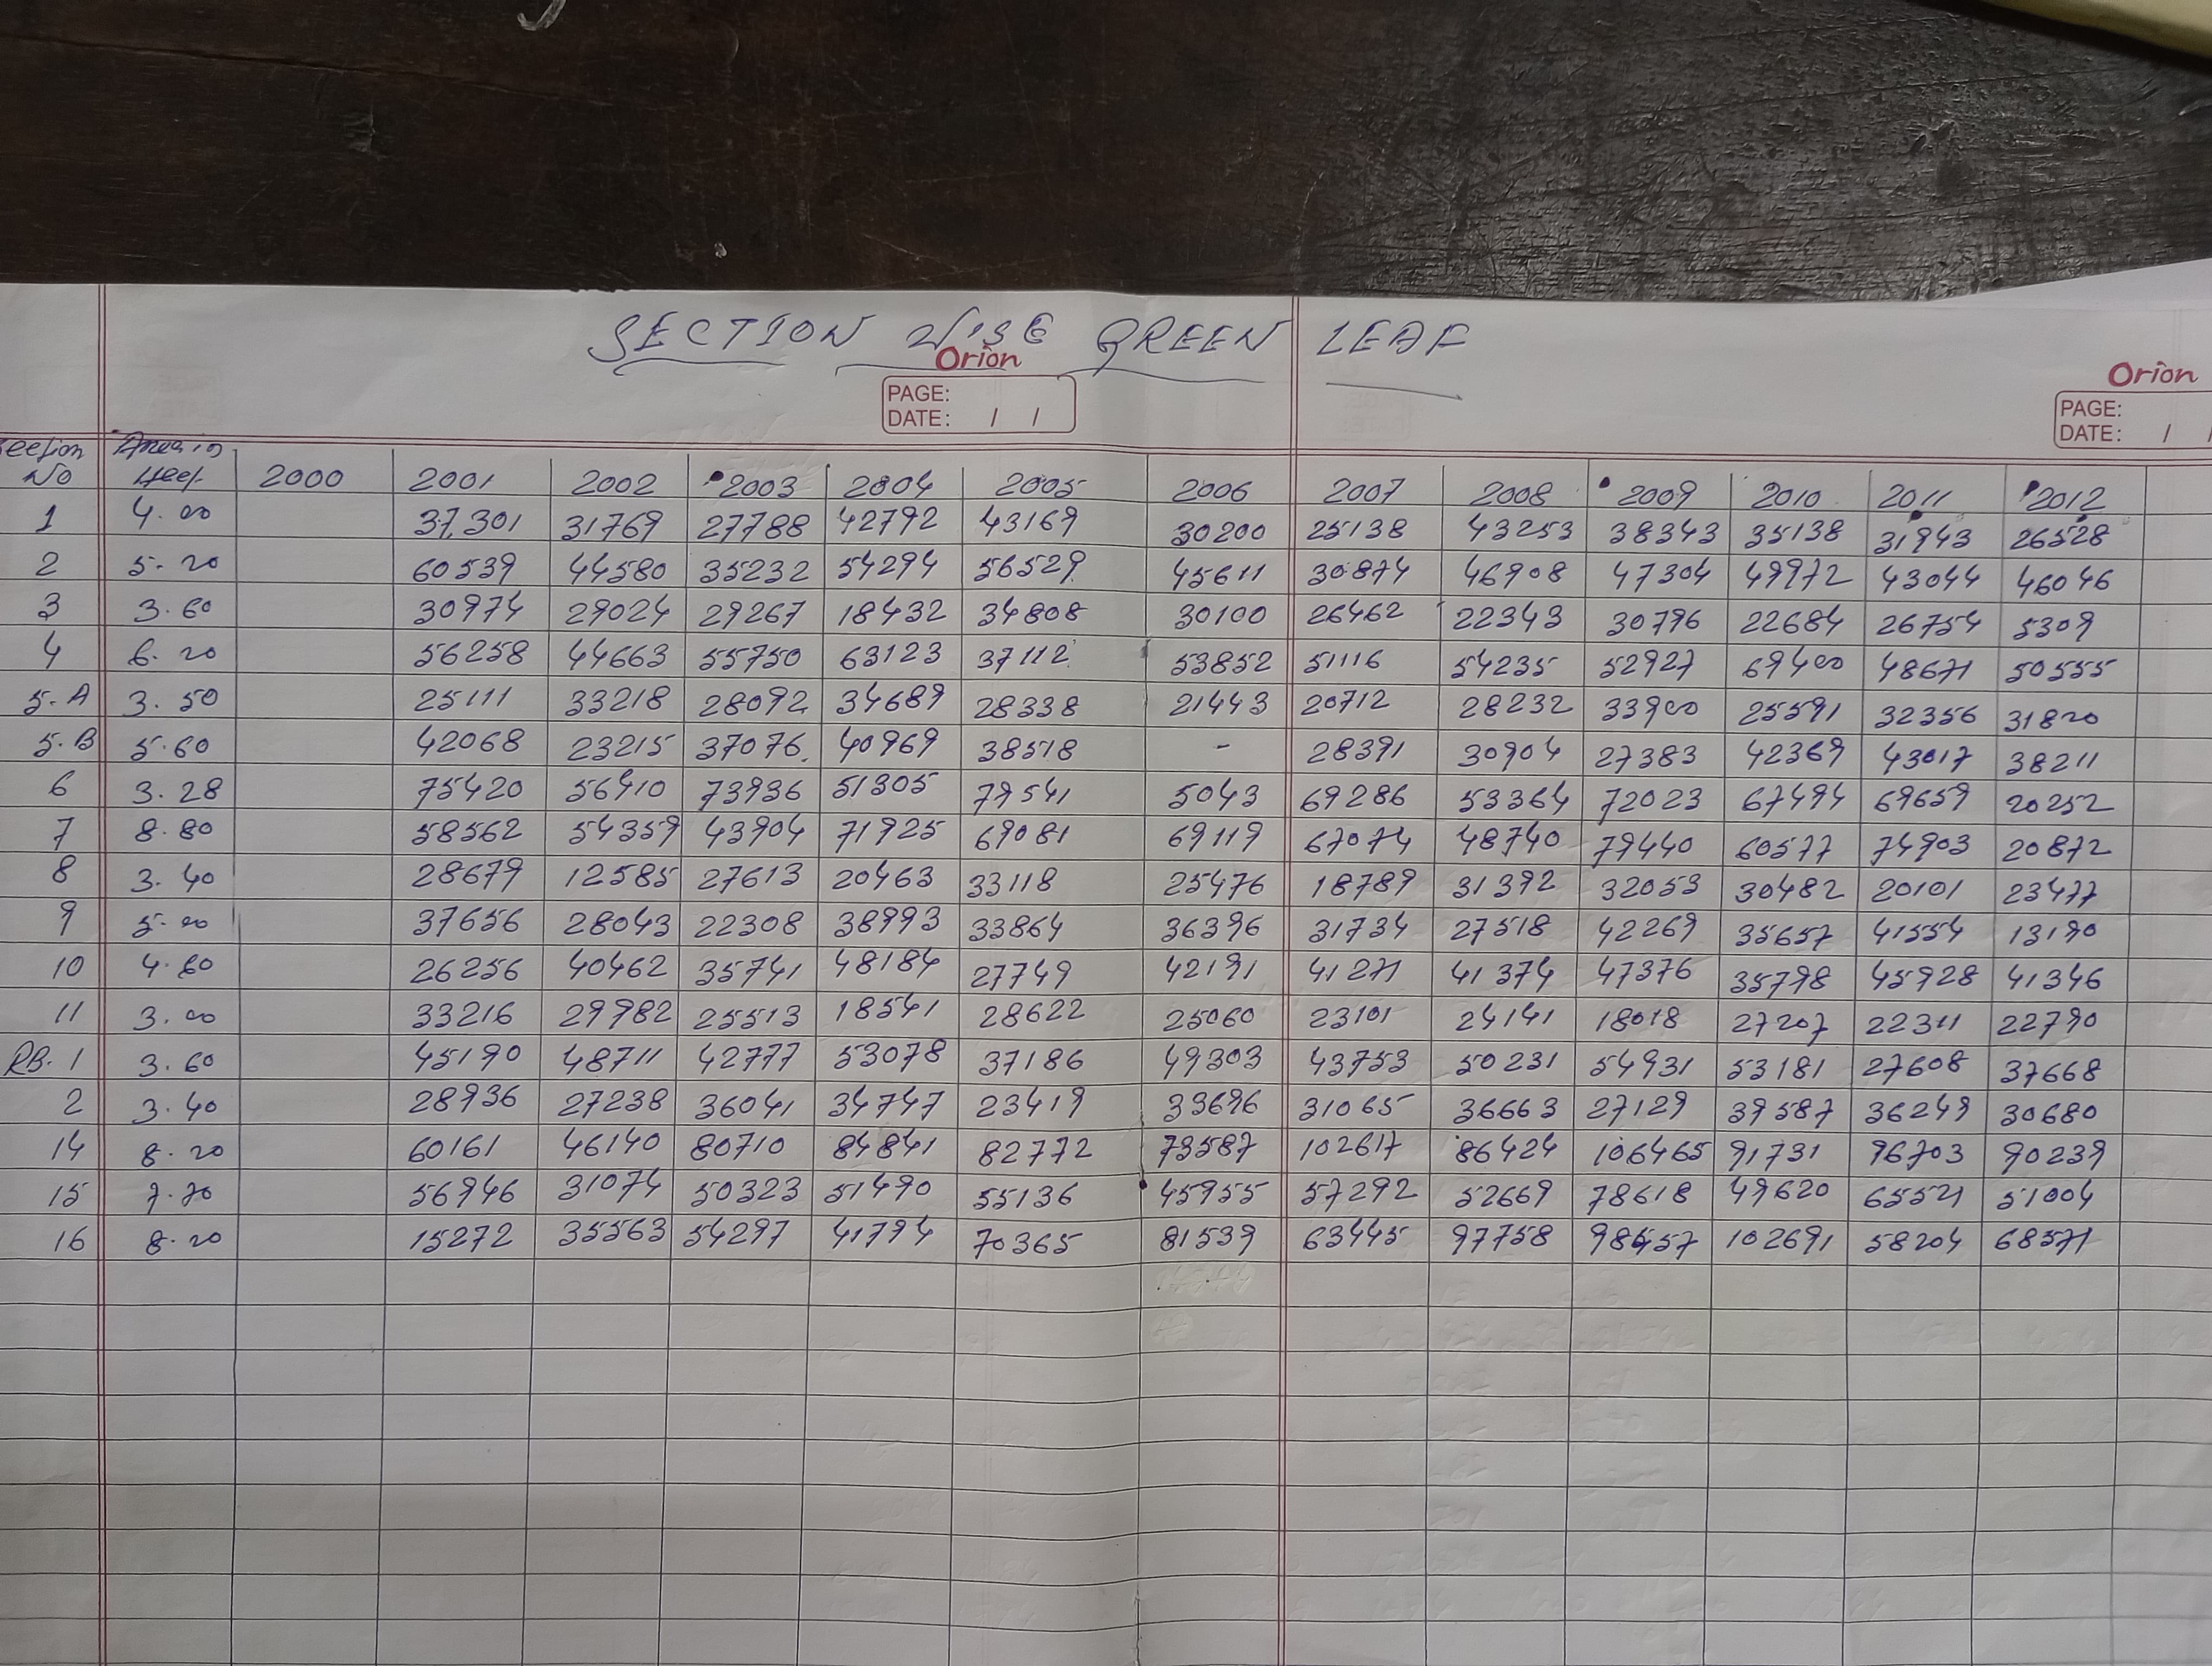 SECTION WISE GREEN LEAF
Orion
PAGE:
DATE: / /
Orion
PAGE:
DATE: / /
Section No Area in Hect. 2000 2001 2002 2003 2004 2005 2006 2007 2008 2009 2010 2011 2012
1 4.00 37301 31769 27788 42792 43169 30200 25138 43253 38343 35138 31943 26528
2 5.20 60539 44580 35232 54294 56529 45611 30874 46908 47304 49972 43044 46046
3 3.60 30974 29024 29267 18432 34808 30100 26462 22343 30796 22684 26754 5309
4 6.20 56258 44663 55750 63123 37112 53852 51116 54235 52927 69400 48671 50555
5.A 3.50 25111 33218 28092 34689 28338 21443 20712 28232 33900 25591 32356 31820
5.B 5.60 42068 23215 37076 40969 38518 - 28391 30904 27383 42369 43017 38211
6 3.28 75420 56410 73936 51305 79541 5043 69286 53364 72023 67494 69659 20252
7 8.80 58562 54359 43904 71925 69081 69119 67074 48740 79440 60577 74903 20872
8 3.40 28679 12585 27613 20463 33118 25476 18789 31392 32053 30482 20101 23477
9 5.00 37656 28043 22308 38993 33864 36396 31734 27518 42269 35657 41554 13190
10 4.60 26256 40462 35741 48184 27749 42191 41271 41374 47376 35798 45928 41346
11 3.00 33216 29982 25513 18541 28622 25060 23101 24141 18018 27207 22311 22790
RB.1 3.60 45190 48711 42777 53078 37186 49303 43753 50231 54931 53181 27608 37668
2 3.40 28936 27238 36041 34747 23419 33696 31065 36663 27129 39587 36249 30680
14 8.20 60161 46140 80710 84841 82772 73587 102617 86424 106465 91731 96703 90239
15 7.70 56946 31074 50323 51490 55136 45955 57292 52669 78618 49620 65521 51004
16 8.20 15272 35563 54297 41794 70365 81539 63445 97758 98457 102691 58204 68571